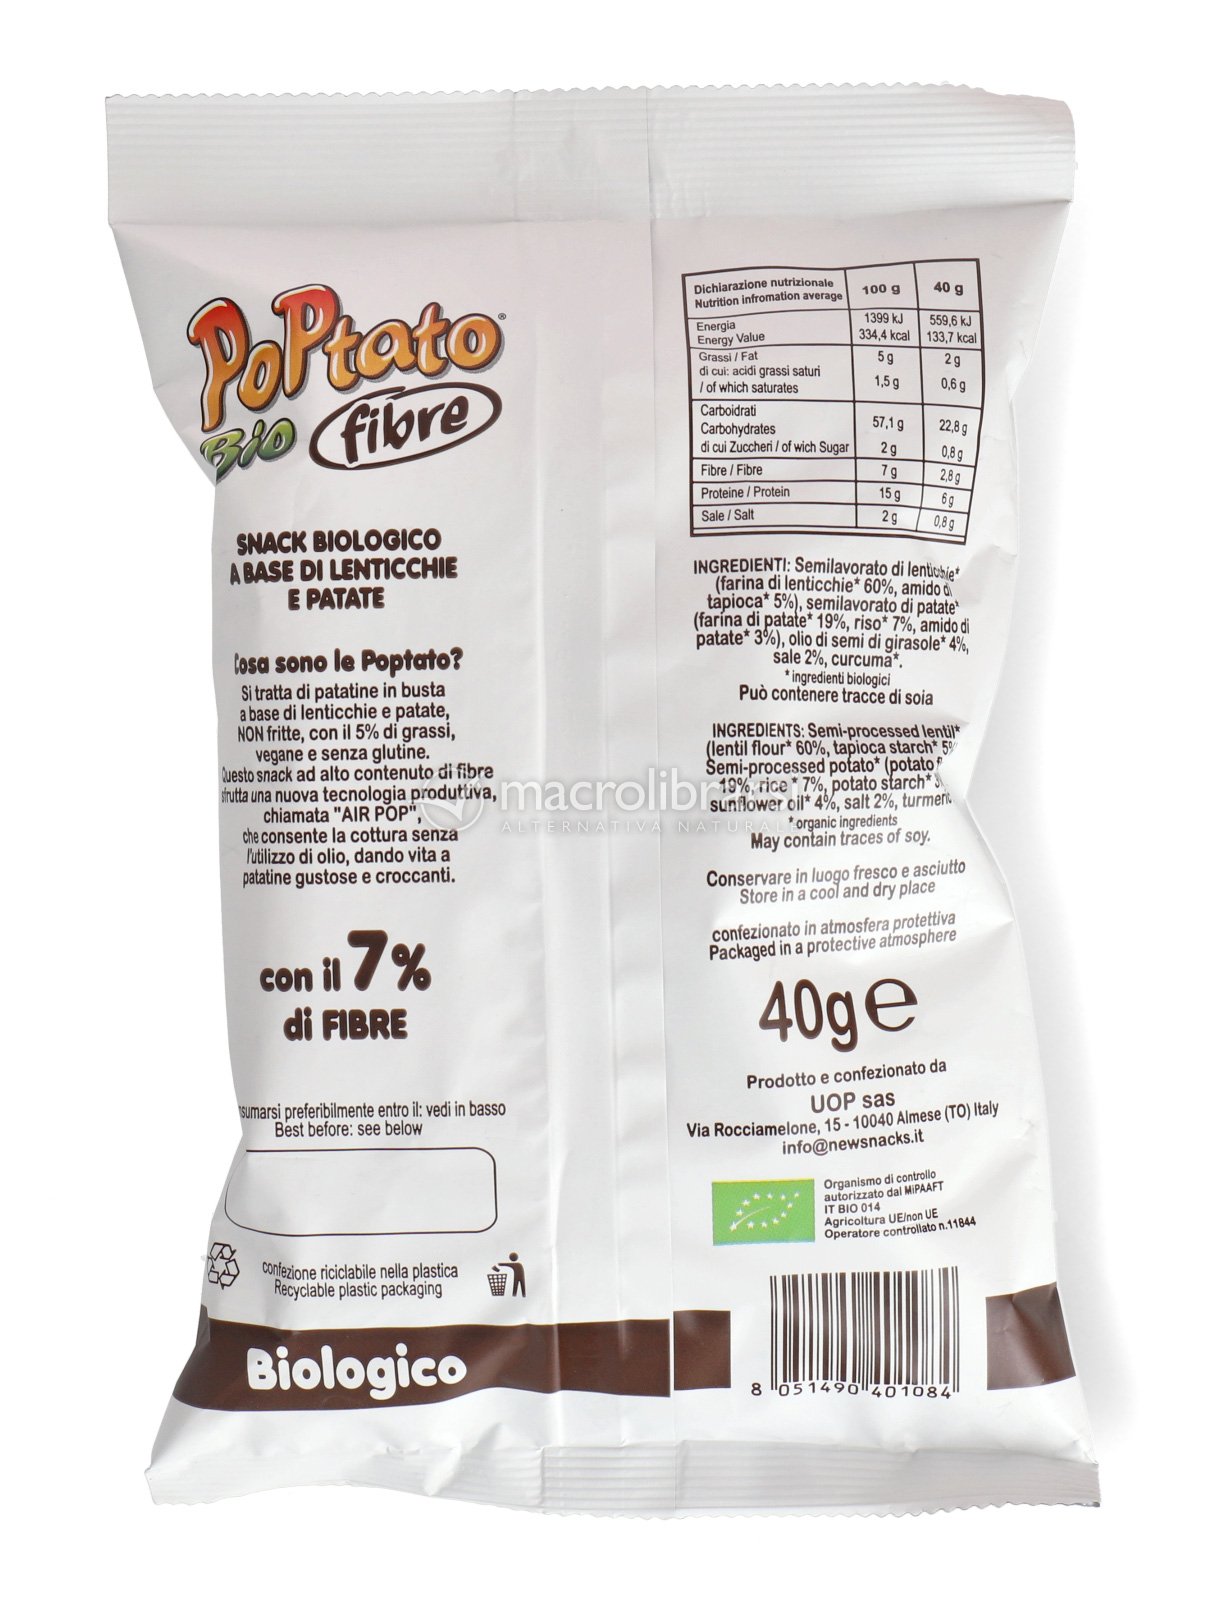 PoPtato®
Bio fibre
SNACK BIOLOGICO
A BASE DI LENTICCHIE
E PATATE
Cosa sono le Poptato?
Si tratta di patatine in busta
a base di lenticchie e patate,
NON fritte, con il 5% di grassi,
vegane e senza glutine.
Questo snack ad alto contenuto di fibre
sfrutta una nuova tecnologia produttiva,
chiamata "AIR POP",
che consente la cottura senza
l'utilizzo di olio, dando vita a
patatine gustose e croccanti.
con il 7%
di FIBRE
sumarsi preferibilmente entro il: vedi in basso
Best before: see below
confezione riciclabile nella plastica
Recyclable plastic packaging
Biologico
Dichiarazione nutrizionale
Nutrition infromation average 100 g 40 g
Energia 1399 kJ 559,6 kJ
Energy Value 334,4 kcal 133,7 kcal
Grassi / Fat 5 g 2 g
di cui: acidi grassi saturi
/ of which saturates 1,5 g 0,6 g
Carboidrati
Carbohydrates 57,1 g 22,8 g
di cui Zuccheri / of wich Sugar 2 g 0,8 g
Fibre / Fibre 7 g 2,8 g
Proteine / Protein 15 g 6 g
Sale / Salt 2 g 0,8 g
INGREDIENTI: Semilavorato di lenticchie*
(farina di lenticchie* 60%, amido di
tapioca* 5%), semilavorato di patate*
(farina di patate* 19%, riso* 7%, amido di
patate* 3%), olio di semi di girasole* 4%,
sale 2%, curcuma*.
* ingredienti biologici
Può contenere tracce di soia
INGREDIENTS: Semi-processed lentil*
(lentil flour* 60%, tapioca starch* 5%
Semi-processed potato* (potato f
19%, rice* 7%, potato starch* 3
sunflower oil* 4%, salt 2%, turmeric
* organic ingredients
May contain traces of soy.
Conservare in luogo fresco e asciutto
Store in a cool and dry place
confezionato in atmosfera protettiva
Packaged in a protective atmosphere
40g e
Prodotto e confezionato da
UOP sas
Via Rocciamelone, 15 - 10040 Almese (TO) Italy
info@newsnacks.it
Organismo di controllo
autorizzato dal MiPAAFT
IT BIO 014
Agricoltura UE/non UE
Operatore controllato n.11844
8 051490 401084
macrolibrarsi
ALTERNATIVA NATURALE